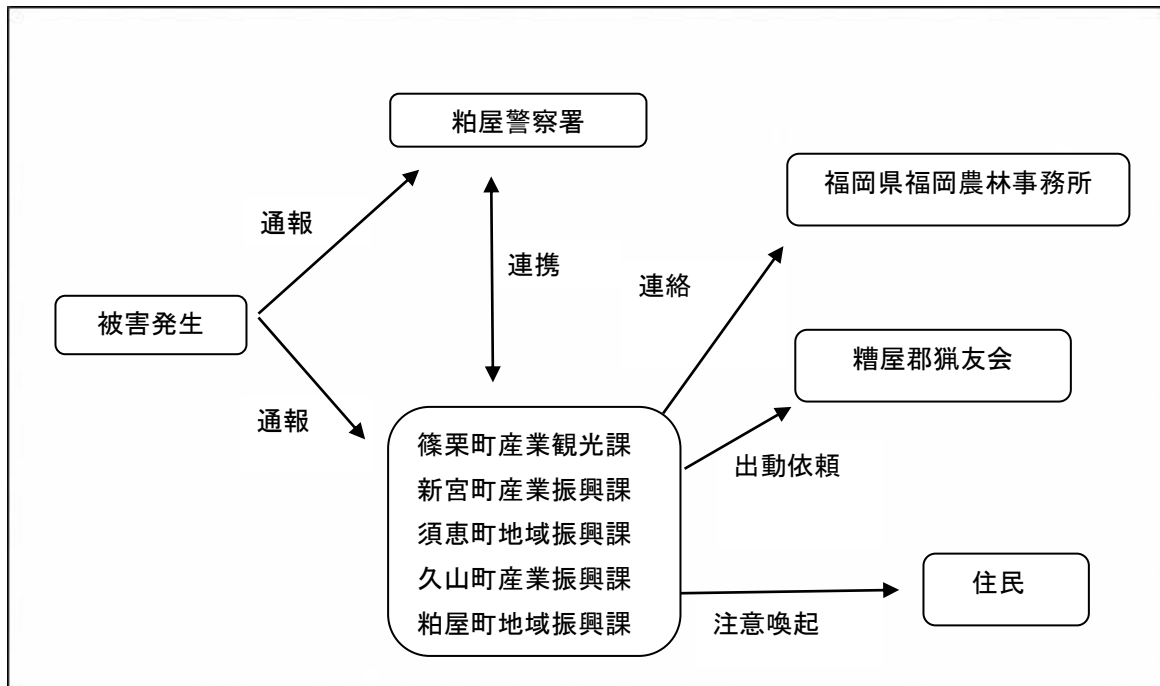 粕屋警察署
福岡県福岡農林事務所
通報
連携
連絡
被害発生
糟屋郡猟友会
通報
篠栗町産業観光課
新宮町産業振興課
須恵町地域振興課
久山町産業振興課
粕屋町地域振興課
出動依頼
住民
注意喚起